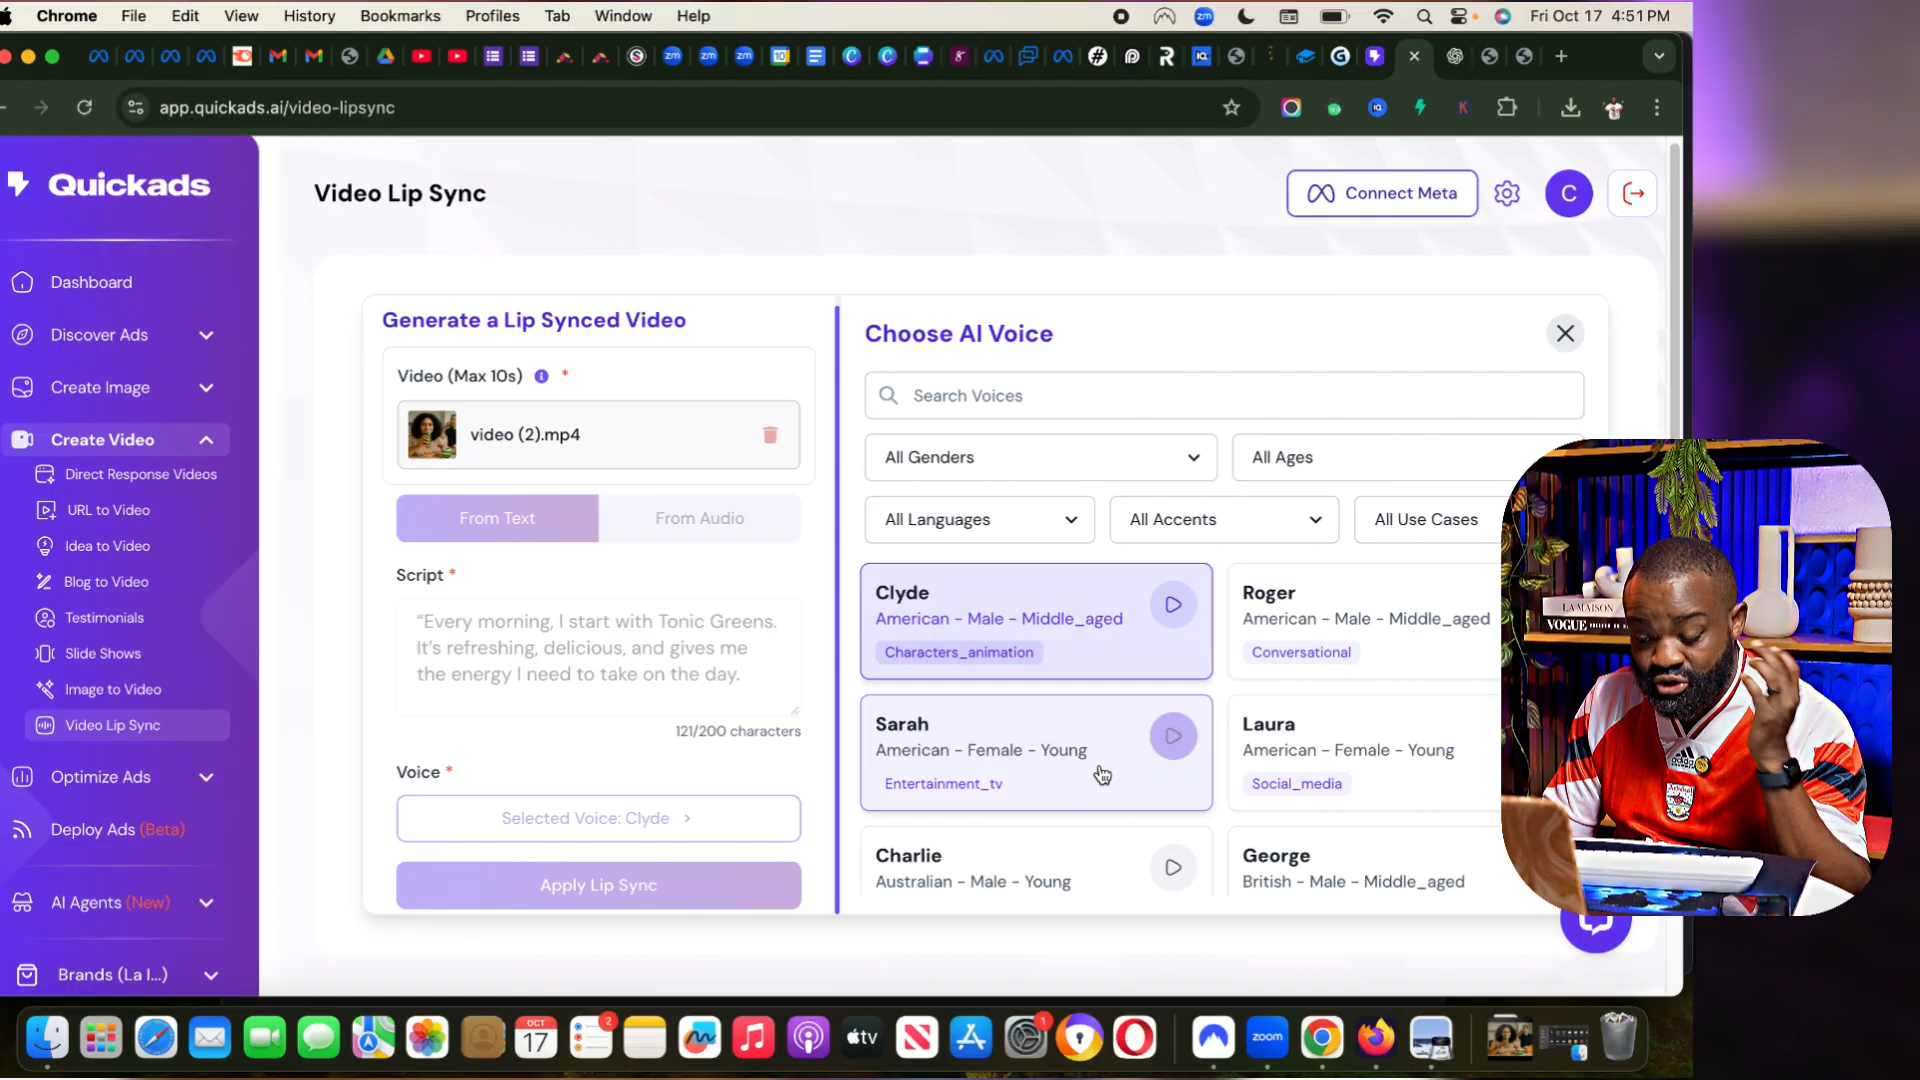 Chrome File Edit View History Bookmarks Profiles Tab Window Help
Fri Oct 17 4:51 PM
app.quickads.ai/video-lipsync
Quickads
Dashboard
Discover Ads
Create Image
Create Video
Direct Response Videos
URL to Video
Idea to Video
Blog to Video
Testimonials
Slide Shows
Image to Video
Video Lip Sync
Optimize Ads
Deploy Ads (Beta)
AI Agents (New)
Brands (La l...)
Video Lip Sync
Connect Meta
C
Generate a Lip Synced Video
Video (Max 10s) *
video (2).mp4
From Text
From Audio
Script *
“Every morning, I start with Tonic Greens.
It’s refreshing, delicious, and gives me
the energy I need to take on the day.
121/200 characters
Voice *
Selected Voice: Clyde
Apply Lip Sync
Choose AI Voice
Search Voices
All Genders
All Ages
All Languages
All Accents
All Use Cases
Clyde
American - Male - Middle_aged
Characters_animation
Roger
American - Male - Middle_aged
Conversational
Sarah
American - Female - Young
Entertainment_tv
Laura
American - Female - Young
Social_media
Charlie
Australian - Male - Young
George
British - Male - Middle_aged
LA MAISON
VOGUE
adidas
Arsenal
OCT
17
2
tv
1
zoom